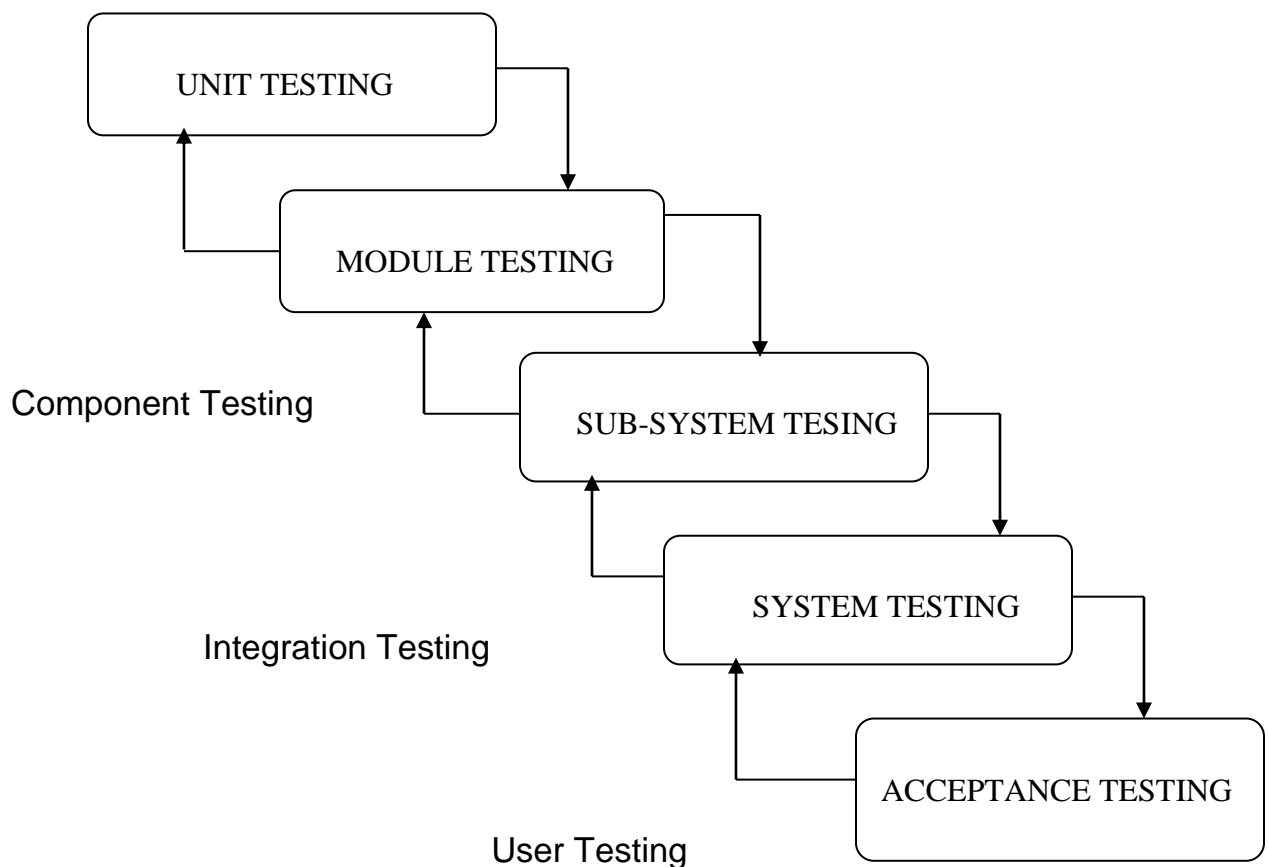 UNIT TESTING
MODULE TESTING
Component Testing
SUB-SYSTEM TESING
SYSTEM TESTING
Integration Testing
ACCEPTANCE TESTING
User Testing